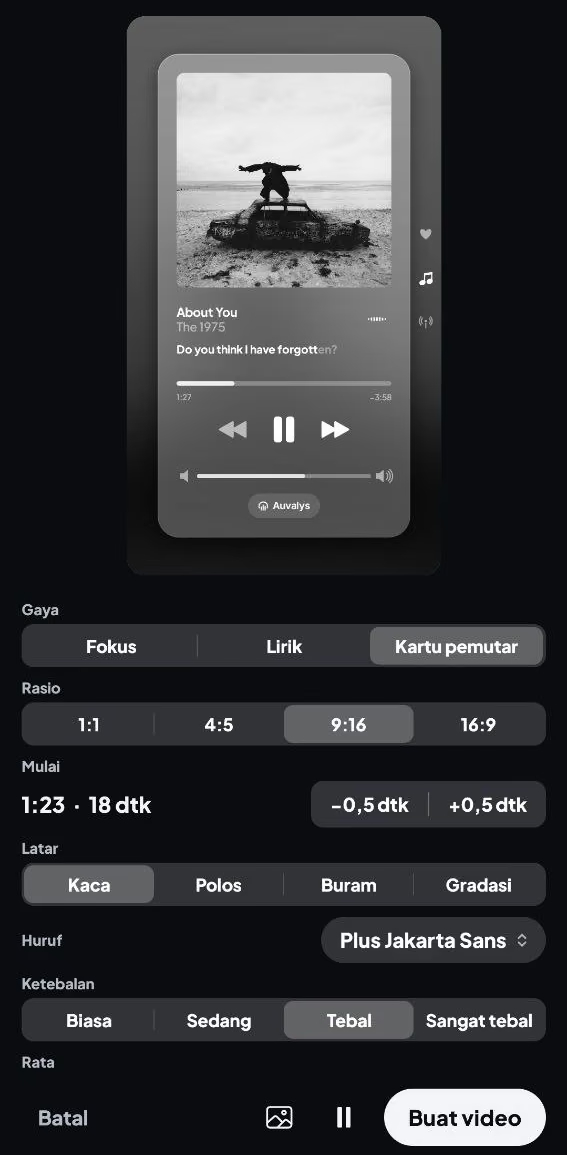 About You
The 1975
Do you think I have forgotten?
1:27 -3:58
Auvalys
Gaya
Fokus Lirik Kartu pemutar
Rasio
1:1 4:5 9:16 16:9
Mulai
1:23 · 18 dtk -0,5 dtk +0,5 dtk
Latar
Kaca Polos Buram Gradasi
Huruf Plus Jakarta Sans
Ketebalan
Biasa Sedang Tebal Sangat tebal
Rata
Batal Buat video